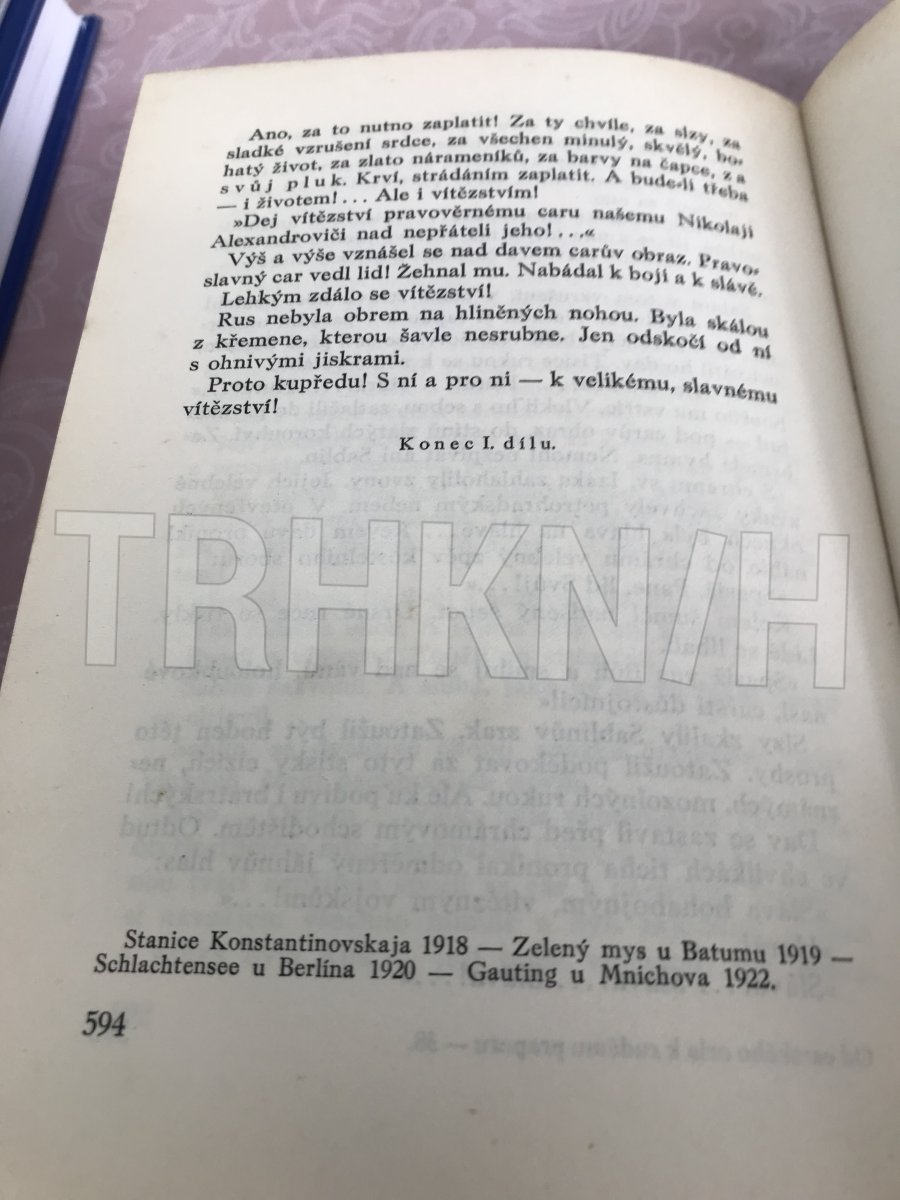 Ano, za to nutno zaplatit! Za ty chvíle, za slzy, za
sladké vzrušení srdce, za všechen minulý, skvělý, bo-
hatý život, za zlato nárameníků, za barvy na čapce, za
svůj pluk. Krví, strádáním zaplatit. A bude-li třeba
— i životem!... Ale i vítězstvím!
»Dej vítězství pravověrnému caru našemu Nikolaji
Alexandroviči nad nepřáteli jeho!...«
Výš a výše vznášel se nad davem carův obraz. Pravo-
slavný car vedl lid! Žehnal mu. Nabádal k boji a k slávě.
Lehkým zdálo se vítězství!
Rus nebyla obrem na hliněných nohou. Byla skálou
z křemene, kterou šavle nesrubne. Jen odskočí od ní
s ohnivými jiskrami.
Proto kupředu! S ní a pro ni — k velikému, slavnému
vítězství!
Konec I. dílu.
TRHKN/H
Stanice Konstantinovskaja 1918 — Zelený mys u Batumu 1919 —
Schlachtensee u Berlína 1920 — Gauting u Mnichova 1922.
594